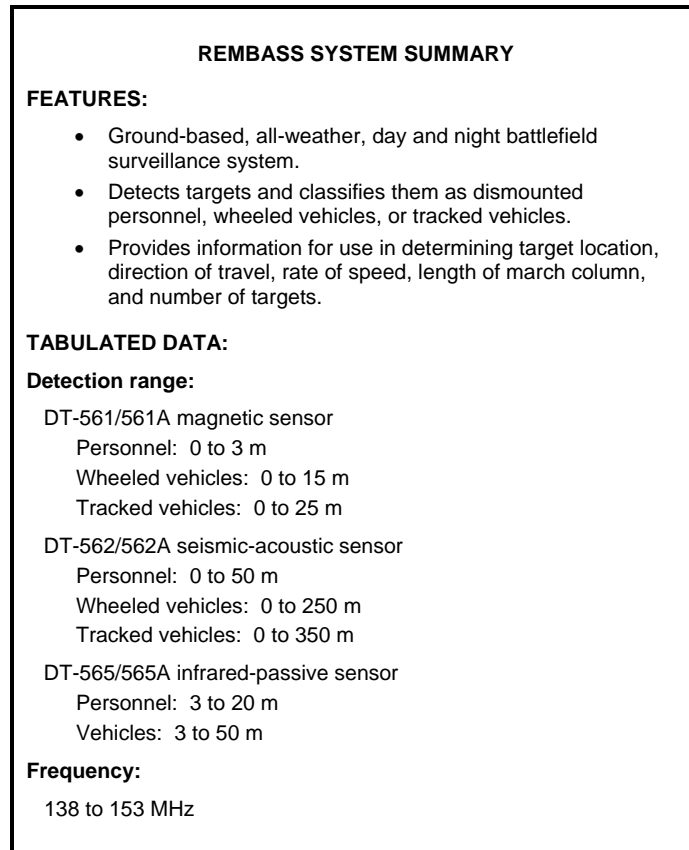 REMBASS SYSTEM SUMMARY
FEATURES:
• Ground-based, all-weather, day and night battlefield
surveillance system.
• Detects targets and classifies them as dismounted
personnel, wheeled vehicles, or tracked vehicles.
• Provides information for use in determining target location,
direction of travel, rate of speed, length of march column,
and number of targets.
TABULATED DATA:
Detection range:
DT-561/561A magnetic sensor
Personnel: 0 to 3 m
Wheeled vehicles: 0 to 15 m
Tracked vehicles: 0 to 25 m
DT-562/562A seismic-acoustic sensor
Personnel: 0 to 50 m
Wheeled vehicles: 0 to 250 m
Tracked vehicles: 0 to 350 m
DT-565/565A infrared-passive sensor
Personnel: 3 to 20 m
Vehicles: 3 to 50 m
Frequency:
138 to 153 MHz